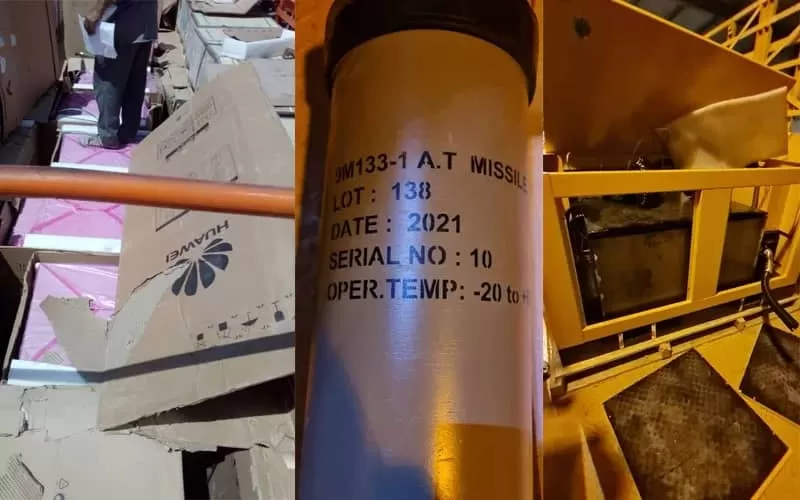 HUAWEI
9M133-1 A.T MISSILE
LOT : 138
DATE : 2021
SERIAL NO : 10
OPER.TEMP: -20 to